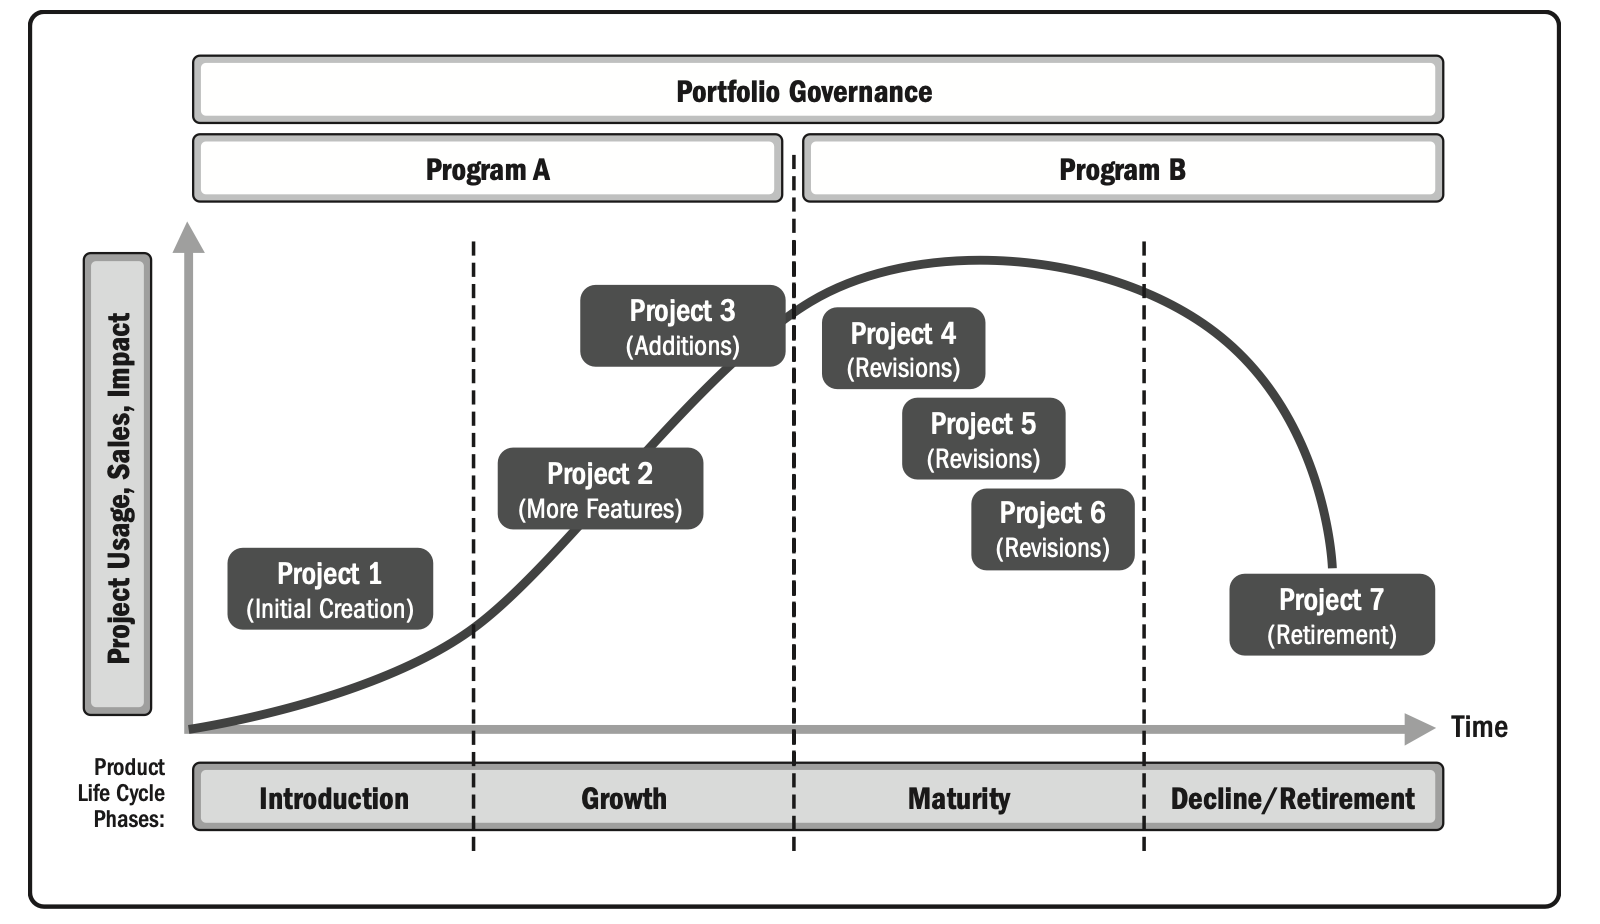 Portfolio Governance
Program A
Program B
Project Usage, Sales, Impact
Project 3
(Additions)
Project 4
(Revisions)
Project 5
(Revisions)
Project 2
(More Features)
Project 6
(Revisions)
Project 1
(Initial Creation)
Project 7
(Retirement)
Time
Product
Life Cycle
Phases:
Introduction
Growth
Maturity
Decline/Retirement